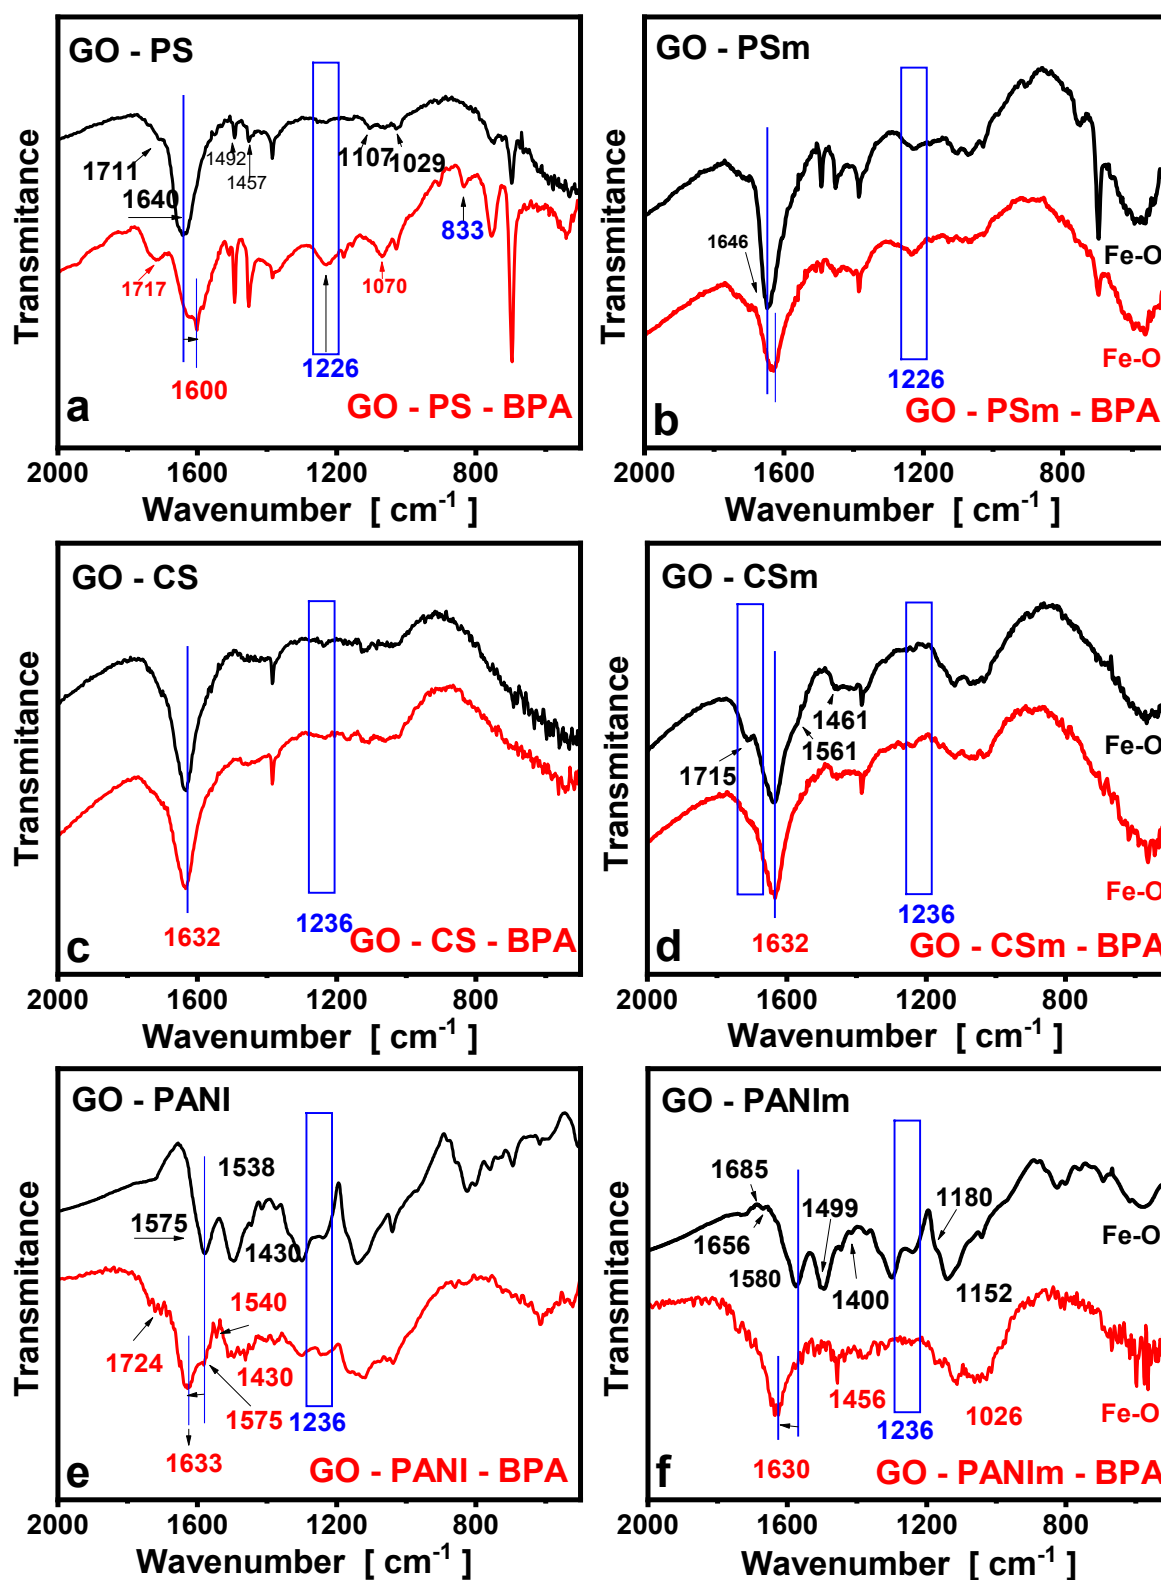 GO - PS
Transmitance
1711
1640
1492
1457
1107
1029
833
1717
1070
1600
1226
a
GO - PS - BPA
2000 1600 1200 800
Wavenumber [ cm-1 ]
GO - PSm
Transmitance
1646
Fe-O
Fe-O
1226
b
GO - PSm - BPA
2000 1600 1200 800
Wavenumber [ cm-1 ]
GO - CS
Transmitance
c
1632
1236
GO - CS - BPA
2000 1600 1200 800
Wavenumber [ cm-1 ]
GO - CSm
Transmitance
1461
1561
1715
Fe-O
Fe-O
d
1632
1236
GO - CSm - BPA
2000 1600 1200 800
Wavenumber [ cm-1 ]
GO - PANI
Transmitance
1538
1575
1430
1540
1724
1430
1575
1236
1633
e
GO - PANI - BPA
2000 1600 1200 800
Wavenumber [ cm-1 ]
GO - PANIm
Transmitance
1685
1656
1499
1180
1580
1400
1152
Fe-O
1456
1026
Fe-O
1236
1630
f
GO - PANIm - BPA
2000 1600 1200 800
Wavenumber [ cm-1 ]